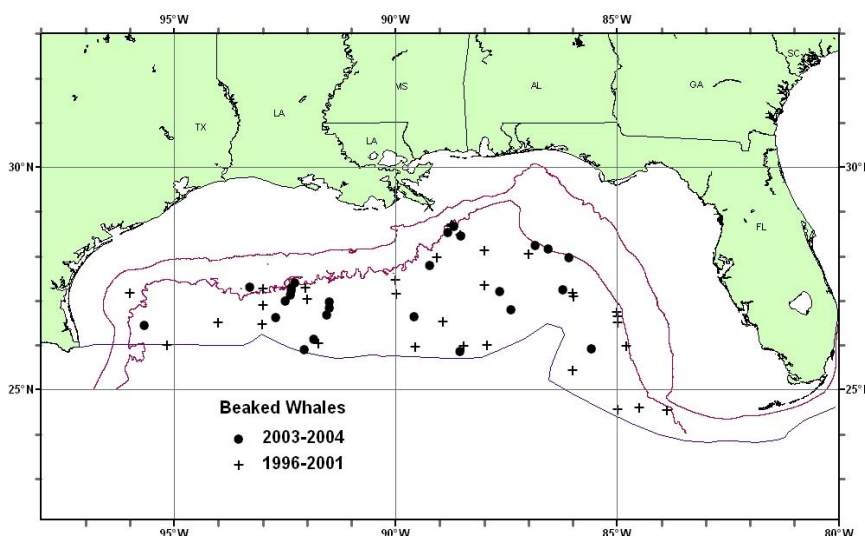 95°W 90°W 85°W 80°W
SC
MS AL GA
LA
TX
LA
30°N 30°N
FL
25°N 25°N
Beaked Whales
2003-2004
1996-2001
95°W 90°W 85°W 80°W